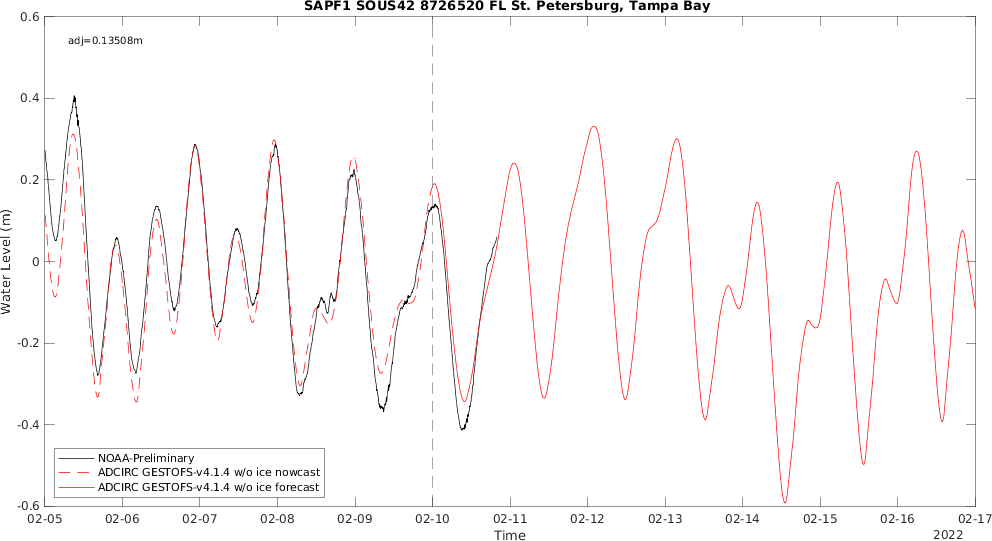 SAPF1 SOUS42 8726520 FL St. Petersburg, Tampa Bay
adj=0.13508m
0.6
0.4
0.2
0
-0.2
-0.4
-0.6
Water Level (m)
NOAA-Preliminary
ADCIRC GESTOFS-v4.1.4 w/o ice nowcast
ADCIRC GESTOFS-v4.1.4 w/o ice forecast
02-05 02-06 02-07 02-08 02-09 02-10 02-11 02-12 02-13 02-14 02-15 02-16 02-17
Time
2022